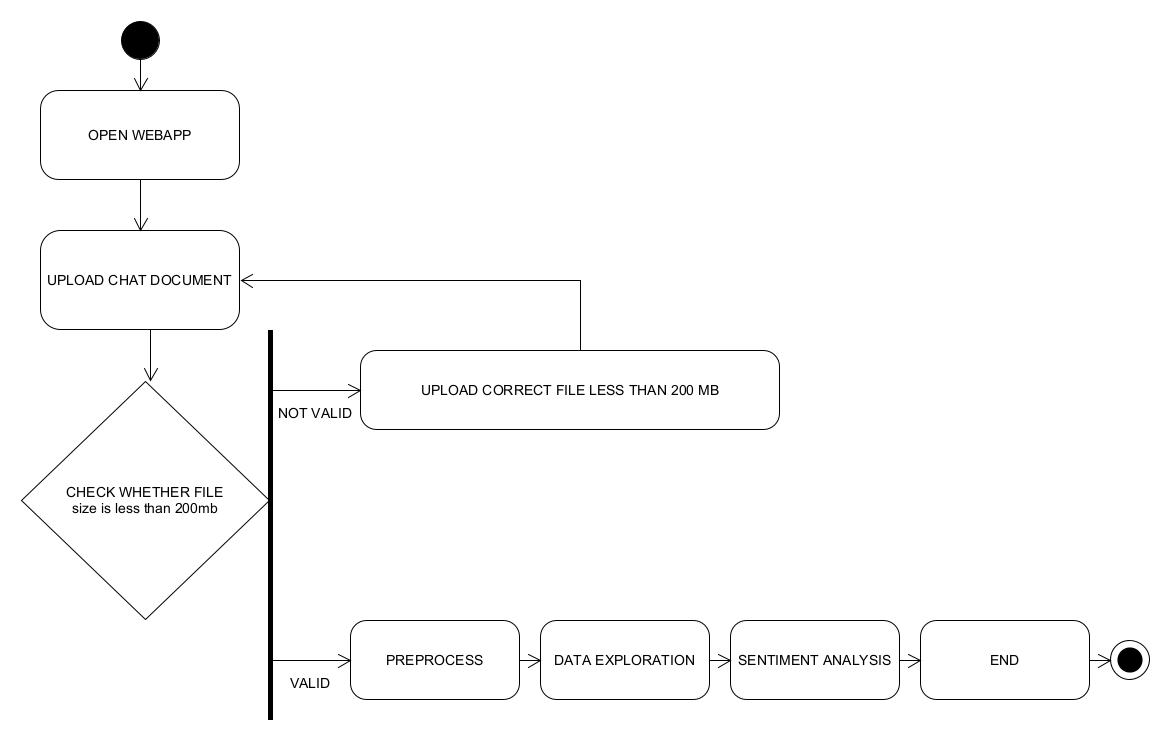 OPEN WEBAPP
UPLOAD CHAT DOCUMENT
UPLOAD CORRECT FILE LESS THAN 200 MB
NOT VALID
CHECK WHETHER FILE
size is less than 200mb
PREPROCESS
DATA EXPLORATION
SENTIMENT ANALYSIS
END
VALID